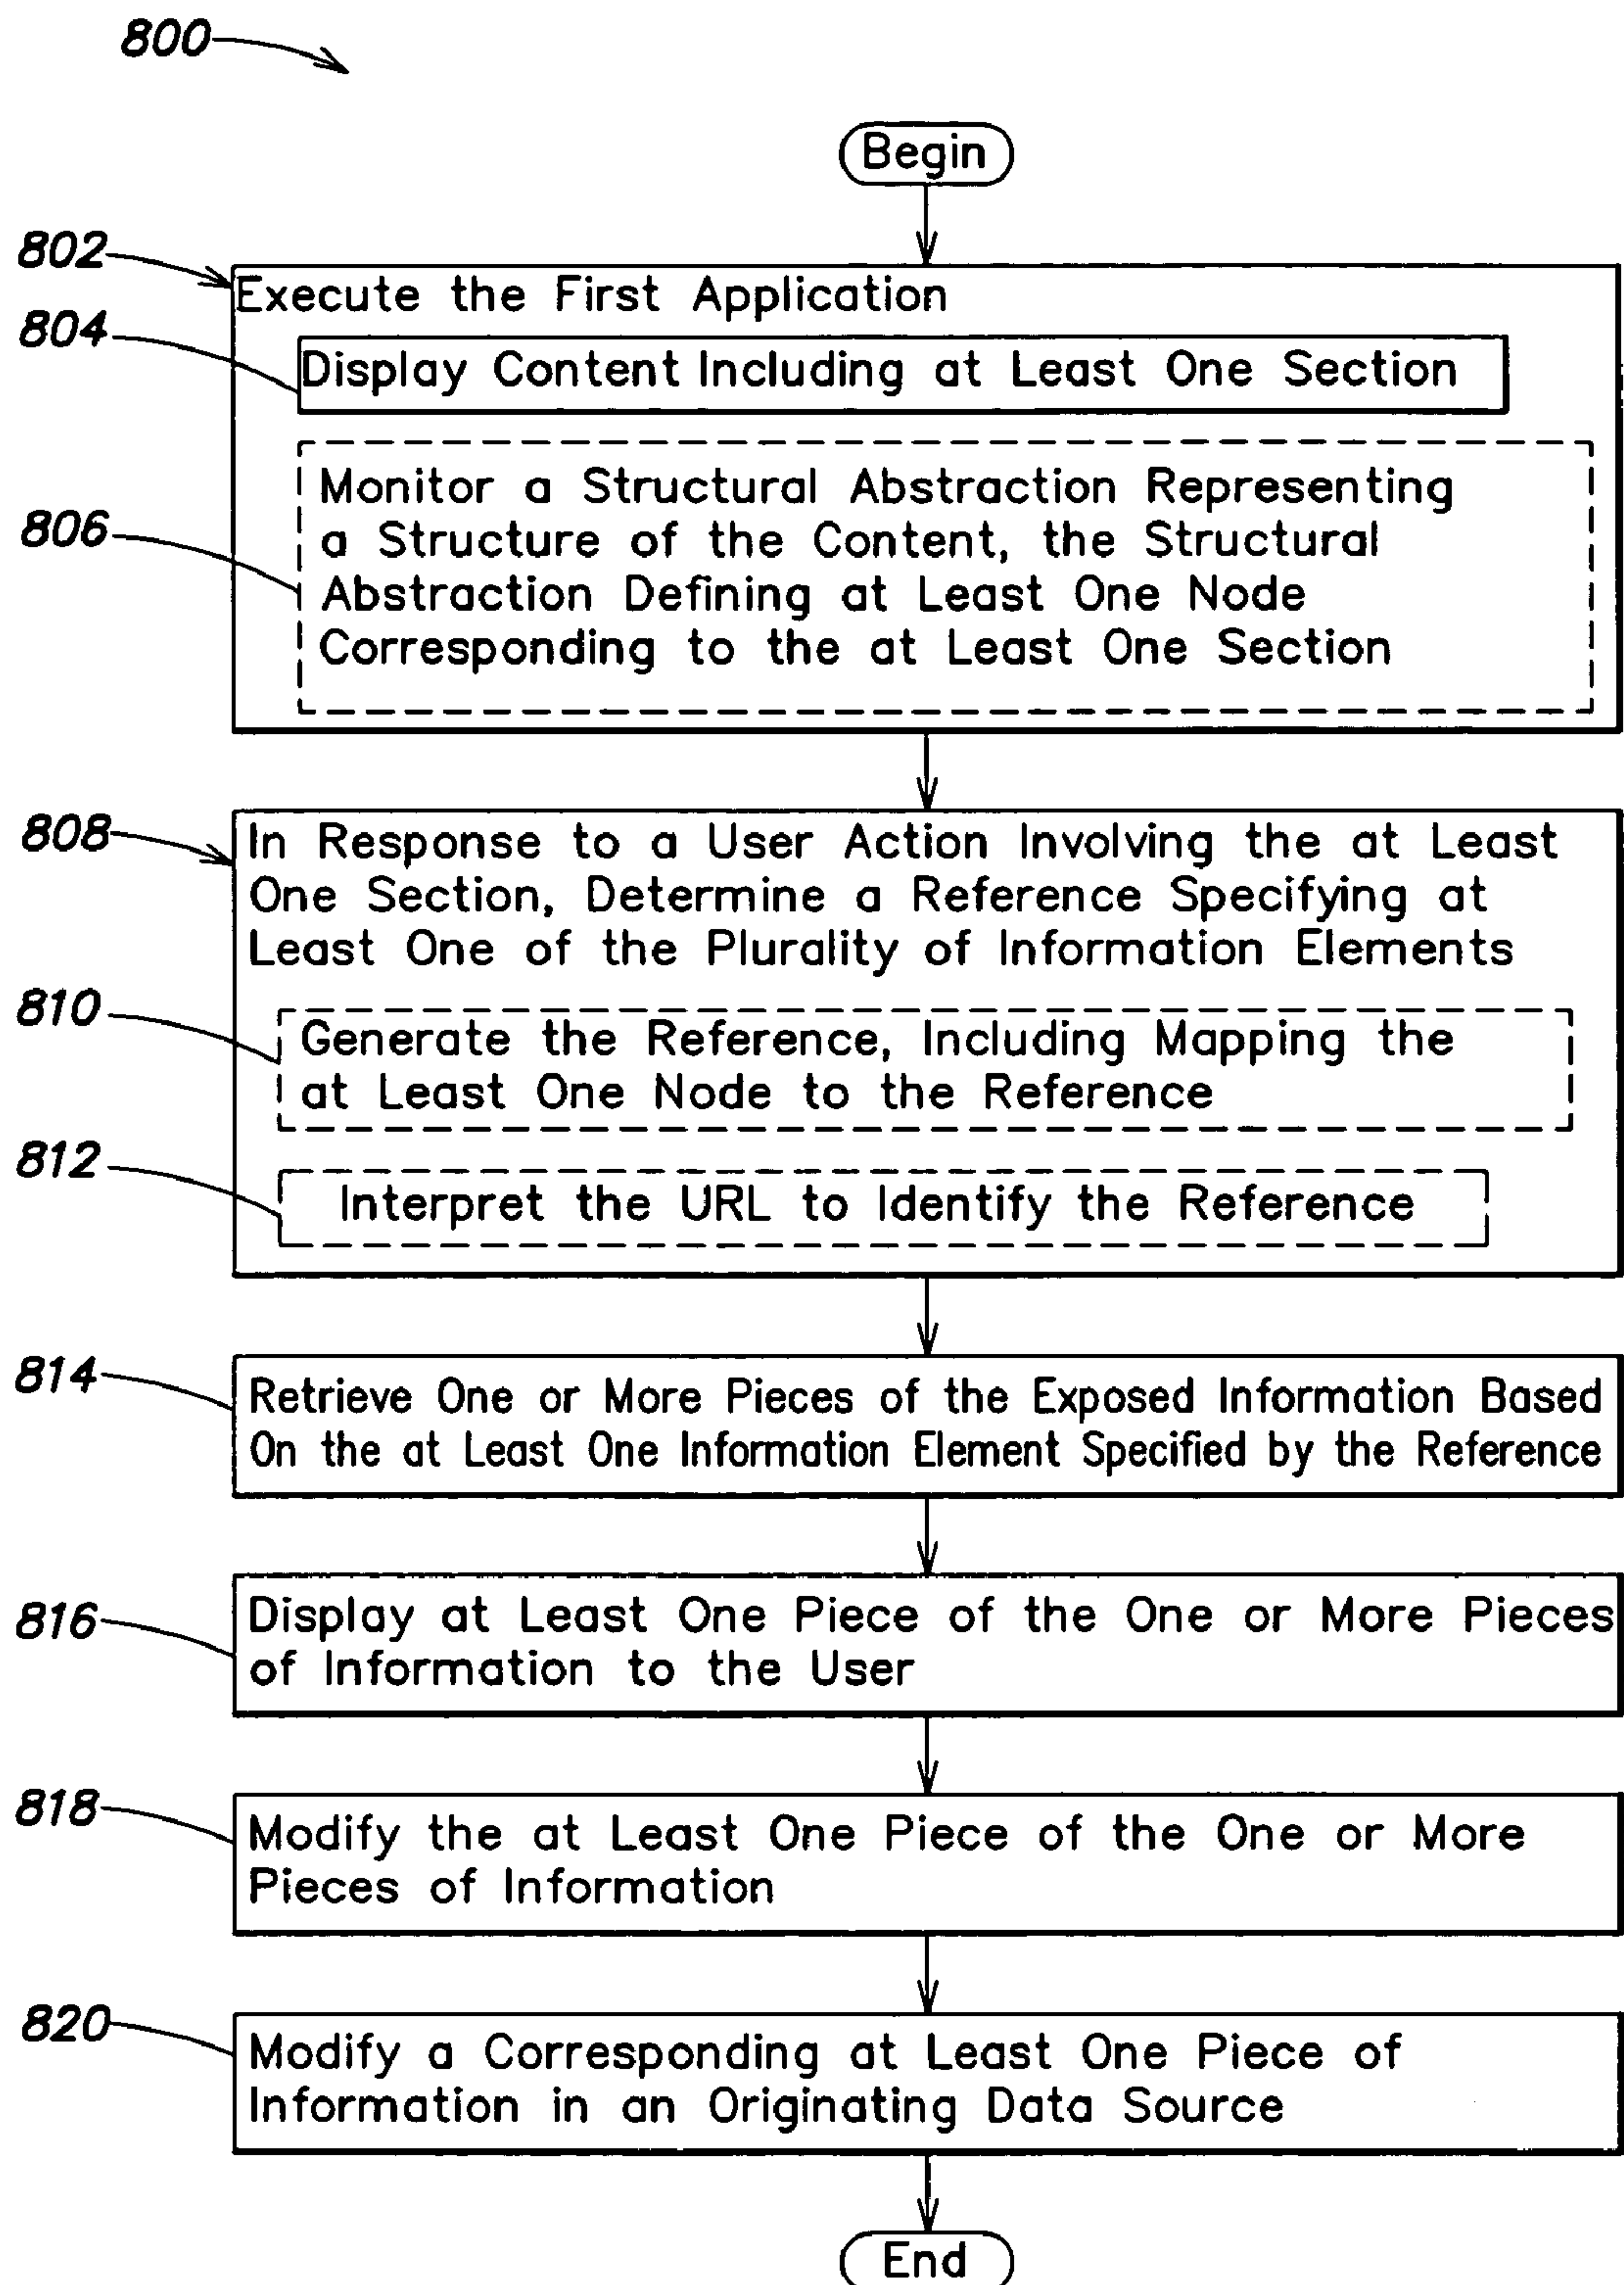 800
Begin
802
Execute the First Application
804
Display Content Including at Least One Section
806
Monitor a Structural Abstraction Representing
a Structure of the Content, the Structural
Abstraction Defining at Least One Node
Corresponding to the at Least One Section
808
In Response to a User Action Involving the at Least
One Section, Determine a Reference Specifying at
Least One of the Plurality of Information Elements
810
Generate the Reference, Including Mapping the
at Least One Node to the Reference
812
Interpret the URL to Identify the Reference
814
Retrieve One or More Pieces of the Exposed Information Based
On the at Least One Information Element Specified by the Reference
816
Display at Least One Piece of the One or More Pieces
of Information to the User
818
Modify the at Least One Piece of the One or More
Pieces of Information
820
Modify a Corresponding at Least One Piece of
Information in an Originating Data Source
End